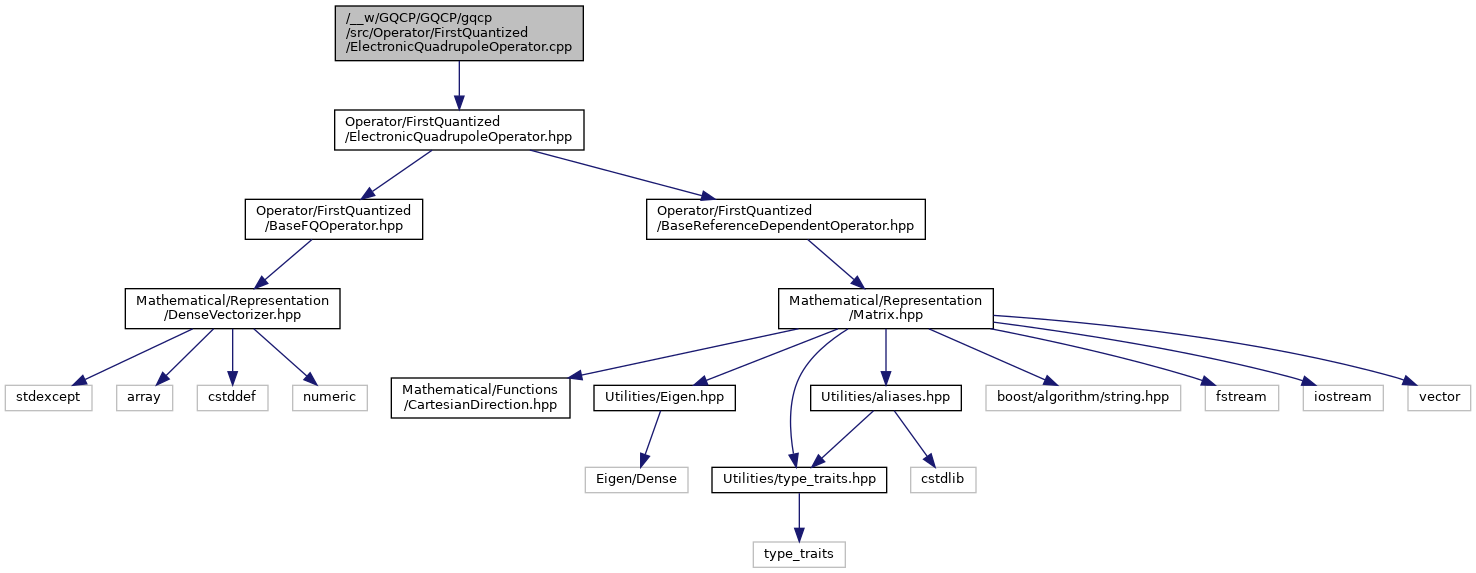 /__w/GQCP/GQCP/gqcp
/src/Operator/FirstQuantized
/ElectronicQuadrupoleOperator.cpp
Operator/FirstQuantized
/ElectronicQuadrupoleOperator.hpp
Operator/FirstQuantized
/BaseFQOperator.hpp
Operator/FirstQuantized
/BaseReferenceDependentOperator.hpp
Mathematical/Representation
/DenseVectorizer.hpp
Mathematical/Representation
/Matrix.hpp
stdexcept
array
cstddef
numeric
Mathematical/Functions
/CartesianDirection.hpp
Utilities/Eigen.hpp
Utilities/aliases.hpp
boost/algorithm/string.hpp
fstream
iostream
vector
Eigen/Dense
Utilities/type_traits.hpp
cstdlib
type_traits